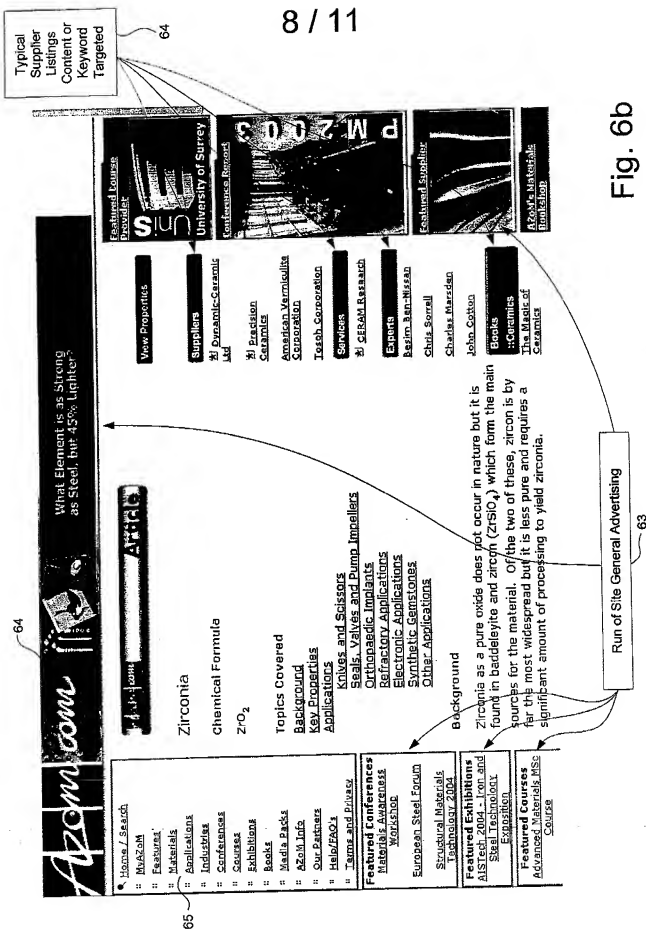 8 / 11
64
Azom.com
What Element is as Strong
as Steel, but 45% Lighter?
Home / Search
:: MyAZoM
:: Features
:: Materials
:: Applications
:: Industries
:: Conferences
:: Courses
:: Exhibitions
:: Books
:: Media Packs
:: AZoM Info
:: Our Partners
:: Help/FAQ's
:: Terms and Privacy
65
Featured Conferences
Materials Awareness
Workshop
European Steel Forum
Structural Materials
Technology 2004
Featured Exhibitions
AISTech 2004 - Iron and
Steel Technology
Exposition
Featured Courses
Advanced Materials MSc
Course
Zirconia
Chemical Formula
ZrO2
Topics Covered
Background
Key Properties
Applications
Knives and Scissors
Seals, Valves and Pump Impellers
Orthopaedic Implants
Refractory Applications
Electronic Applications
Synthetic Gemstones
Other Applications
Background
Zirconia as a pure oxide does not occur in nature but it is
found in baddeleyite and zircon (ZrSiO4) which form the main
sources for the material. Of the two of these, zircon is by
far the most widespread but it is less pure and requires a
significant amount of processing to yield zirconia.
View Properties
Suppliers
Dynamic-Ceramic
Ltd
Precision
Ceramics
American Vermiculite
Corporation
Tosoh Corporation
Services
CERAM Research
Experts
Besim Ben-Nissan
Chris Sorrell
Charles Marsden
John Cotton
Books
::Ceramics
The Magic of
Ceramics
Featured Course
Provider
UniS
University of Surrey
Conference Report
PM2003
Featured Supplier
AZoM's Materials
Bookshop
Typical
Supplier
Listings
Content or
Keyword
Targeted
64
Run of Site General Advertising
63
Fig. 6b